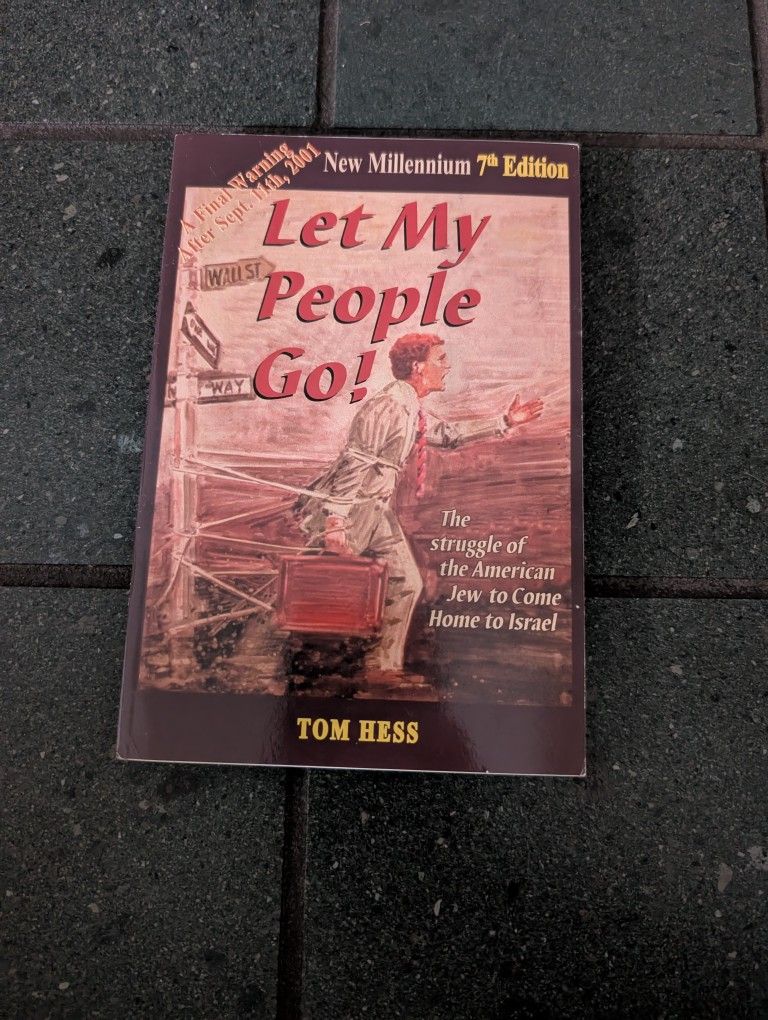 A Final Warning
After Sept. 11th, 2001
New Millennium 7th Edition
Let My
People
Go!
WALL ST
WAY
The
struggle of
the American
Jew to Come
Home to Israel
TOM HESS